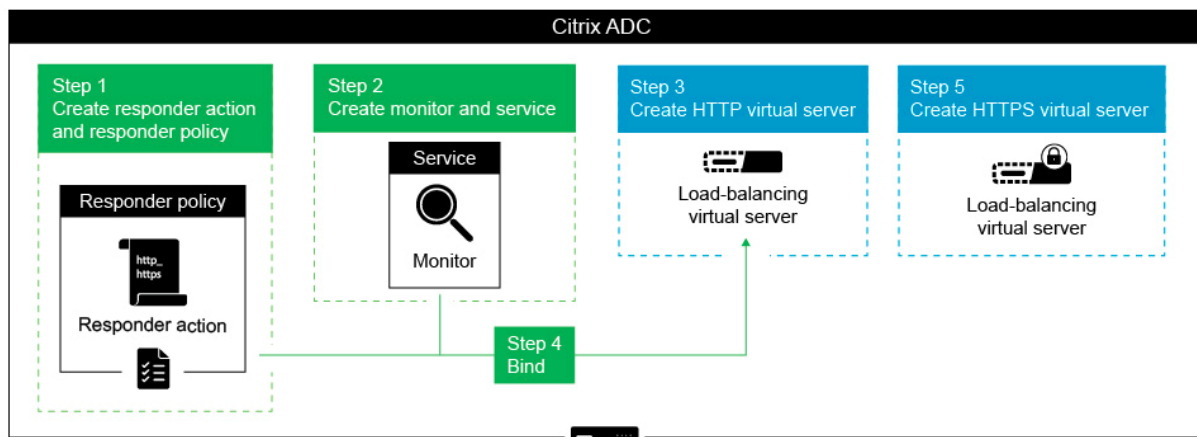 Citrix ADC
Step 1
Create responder action
and responder policy
Responder policy
http_
https
Responder action
Step 2
Create monitor and service
Service
Monitor
Step 3
Create HTTP virtual server
Load-balancing
virtual server
Step 4
Bind
Step 5
Create HTTPS virtual server
Load-balancing
virtual server